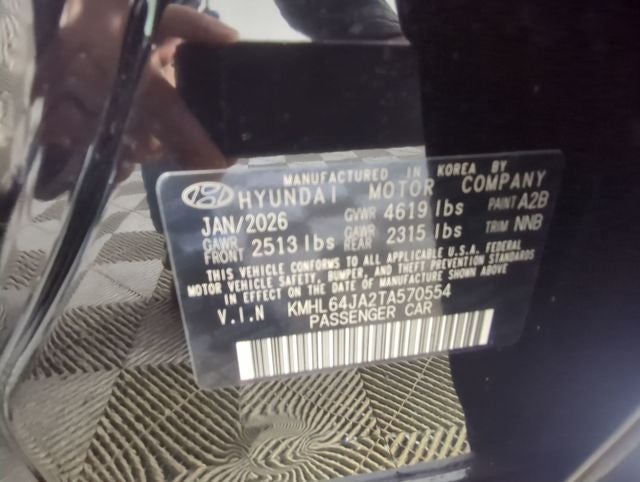 MANUFACTURED IN KOREA BY
HYUNDAI MOTOR COMPANY
JAN/2026 GVWR 4619 lbs PAINT A2B
GAWR FRONT 2513 lbs GAWR REAR 2315 lbs TRIM NNB
THIS VEHICLE CONFORMS TO ALL APPLICABLE U.S.A. FEDERAL
MOTOR VEHICLE SAFETY, BUMPER, AND THEFT PREVENTION STANDARDS
IN EFFECT ON THE DATE OF MANUFACTURE SHOWN ABOVE
V.I.N KMHL64JA2TA570554
PASSENGER CAR